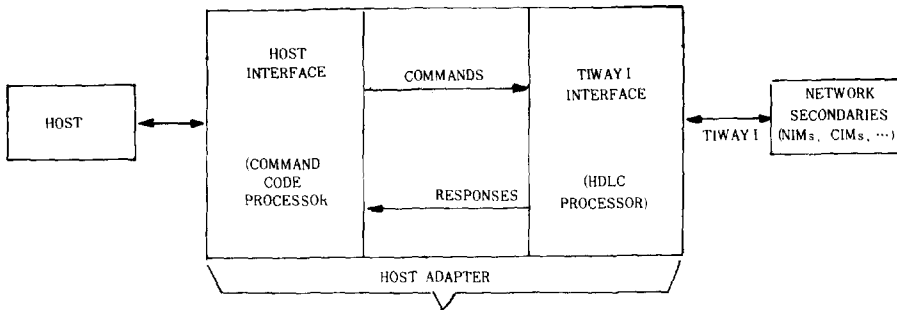 HOST
HOST
INTERFACE
(COMMAND
CODE
PROCESSOR
COMMANDS
RESPONSES
TIWAY I
INTERFACE
(HDLC
PROCESSOR)
TIWAY I
NETWORK
SECONDARIES
(NIMs, CIMs, ···)
HOST ADAPTER